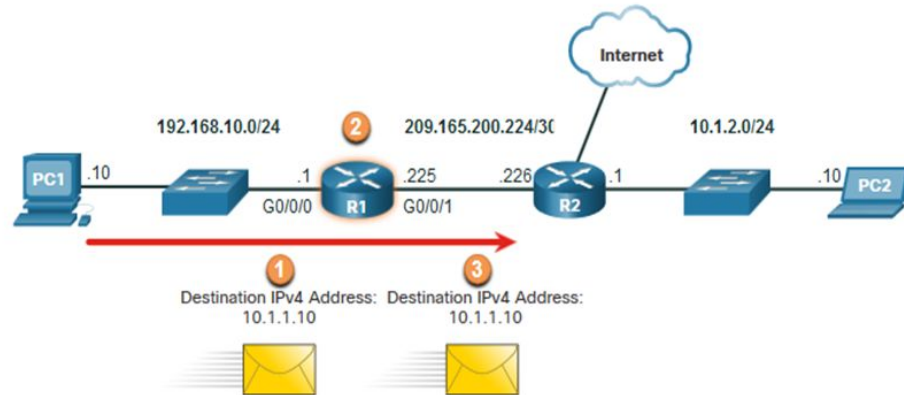 Internet
192.168.10.0/24
2
209.165.200.224/30
10.1.2.0/24
PC1
.10
.1
.225
.226
.1
.10
PC2
G0/0/0
R1
G0/0/1
R2
1
3
Destination IPv4 Address:
10.1.1.10
Destination IPv4 Address:
10.1.1.10